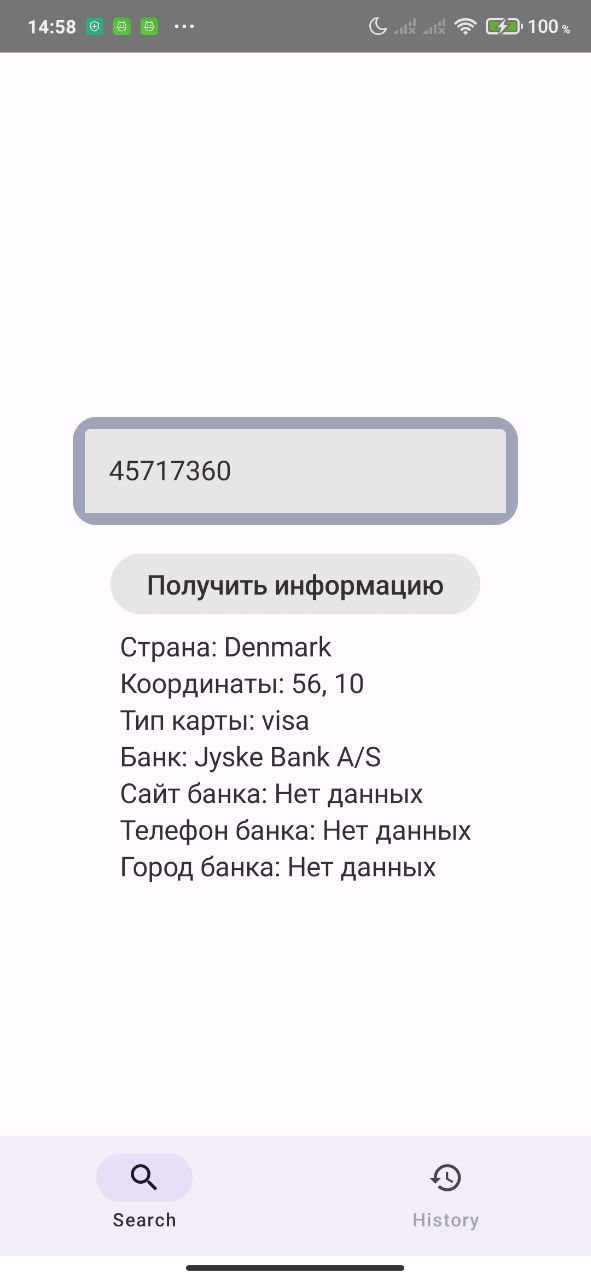 14:58
100 %
45717360
Получить информацию
Страна: Denmark
Координаты: 56, 10
Тип карты: visa
Банк: Jyske Bank A/S
Сайт банка: Нет данных
Телефон банка: Нет данных
Город банка: Нет данных
Search
History